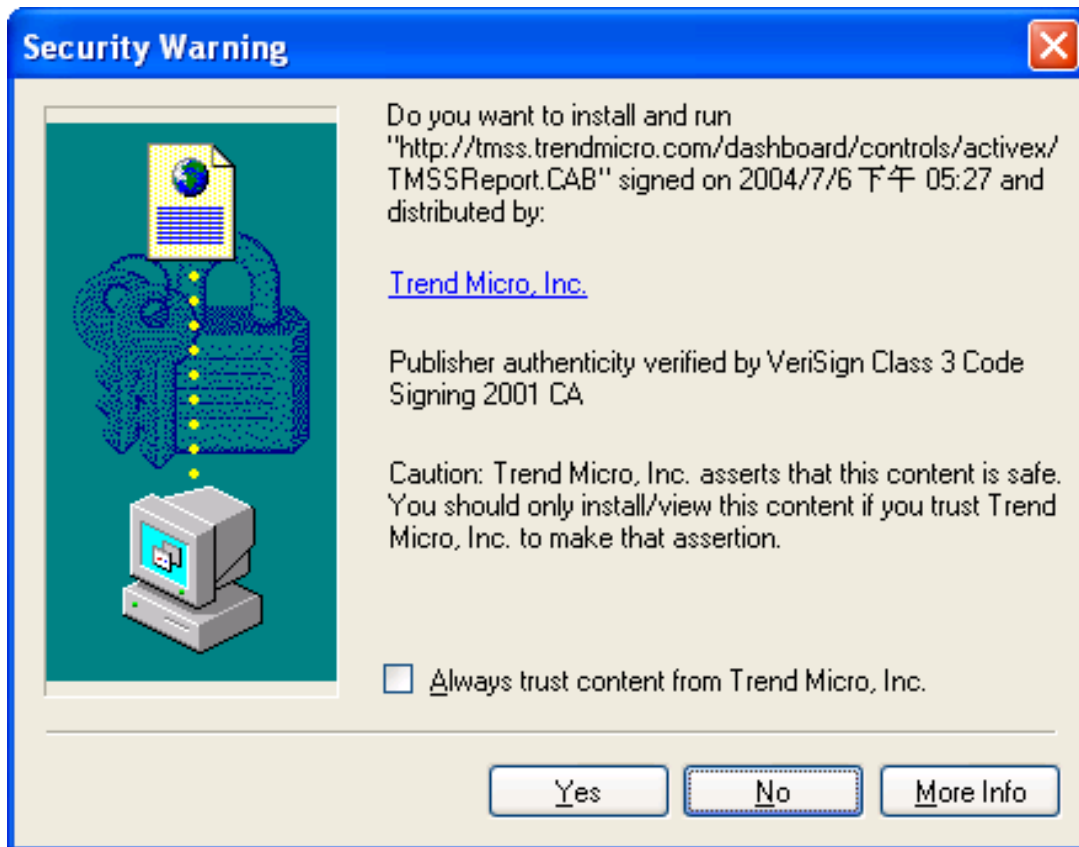 Security Warning
Do you want to install and run
"http://tmss.trendmicro.com/dashboard/controls/activex/
TMSSReport.CAB" signed on 2004/7/6 下午 05:27 and
distributed by:
Trend Micro, Inc.
Publisher authenticity verified by VeriSign Class 3 Code
Signing 2001 CA
Caution: Trend Micro, Inc. asserts that this content is safe.
You should only install/view this content if you trust Trend
Micro, Inc. to make that assertion.
Always trust content from Trend Micro, Inc.
Yes
No
More Info